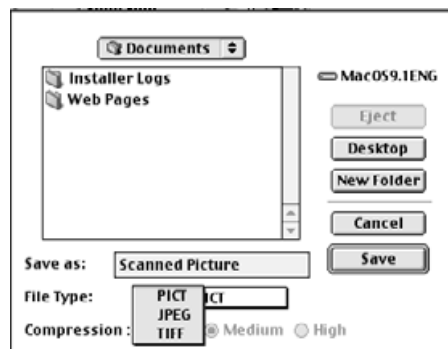 Documents
Installer Logs
Web Pages
MacOS9.1ENG
Eject
Desktop
New Folder
Cancel
Save as: Scanned Picture
Save
File Type: PICT
JPEG
TIFF
Compression : Medium High